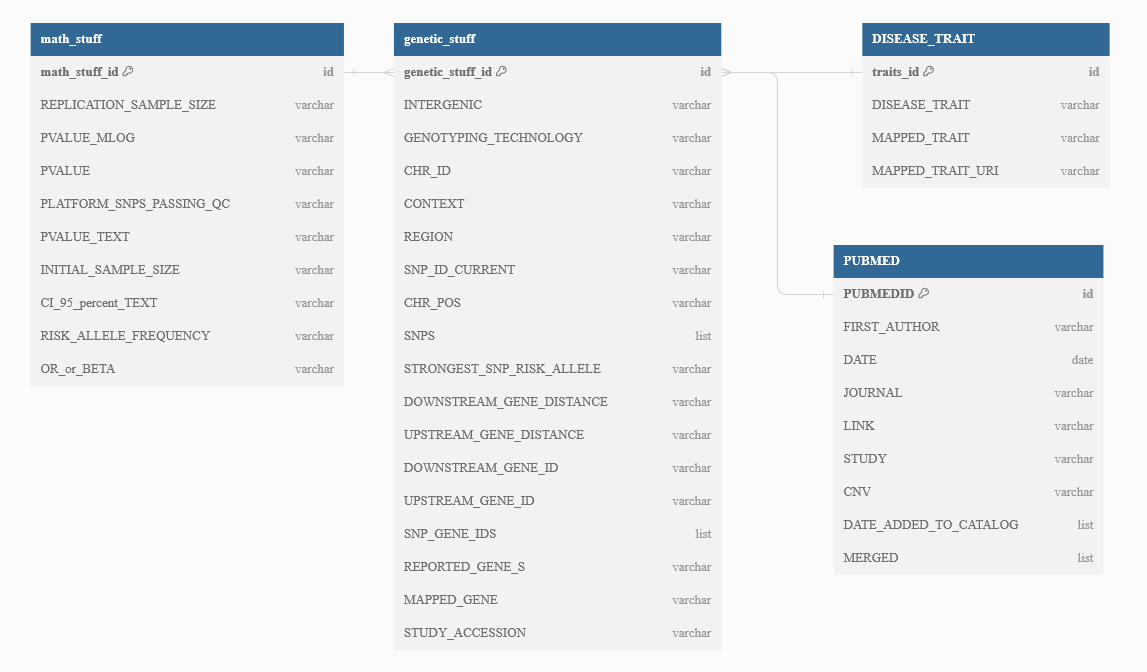 math_stuff
math_stuff_id id
REPLICATION_SAMPLE_SIZE varchar
PVALUE_MLOG varchar
PVALUE varchar
PLATFORM_SNPS_PASSING_QC varchar
PVALUE_TEXT varchar
INITIAL_SAMPLE_SIZE varchar
CI_95_percent_TEXT varchar
RISK_ALLELE_FREQUENCY varchar
OR_or_BETA varchar
genetic_stuff
genetic_stuff_id id
INTERGENIC varchar
GENOTYPING_TECHNOLOGY varchar
CHR_ID varchar
CONTEXT varchar
REGION varchar
SNP_ID_CURRENT varchar
CHR_POS varchar
SNPS list
STRONGEST_SNP_RISK_ALLELE varchar
DOWNSTREAM_GENE_DISTANCE varchar
UPSTREAM_GENE_DISTANCE varchar
DOWNSTREAM_GENE_ID varchar
UPSTREAM_GENE_ID varchar
SNP_GENE_IDS list
REPORTED_GENE_S varchar
MAPPED_GENE varchar
STUDY_ACCESSION varchar
DISEASE_TRAIT
traits_id id
DISEASE_TRAIT varchar
MAPPED_TRAIT varchar
MAPPED_TRAIT_URI varchar
PUBMED
PUBMEDID id
FIRST_AUTHOR varchar
DATE date
JOURNAL varchar
LINK varchar
STUDY varchar
CNV varchar
DATE_ADDED_TO_CATALOG list
MERGED list